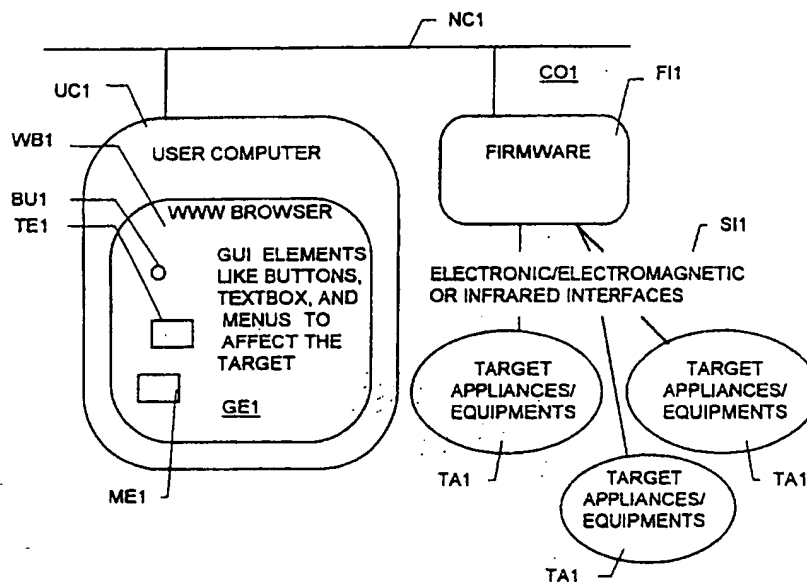 NC1
CO1
FI1
UC1
USER COMPUTER
FIRMWARE
WB1
WWW BROWSER
BU1
TE1
GUI ELEMENTS
LIKE BUTTONS,
TEXTBOX, AND
MENUS TO
AFFECT THE
TARGET
GE1
ME1
SI1
ELECTRONIC/ELECTROMAGNETIC
OR INFRARED INTERFACES
TARGET
APPLIANCES/
EQUIPMENTS
TA1
TARGET
APPLIANCES/
EQUIPMENTS
TA1
TARGET
APPLIANCES/
EQUIPMENTS
TA1